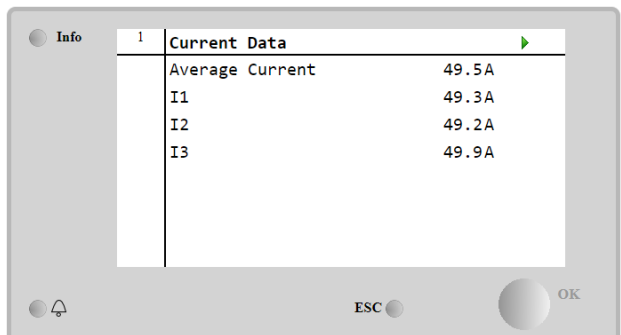 Info
1 Current Data
Average Current 49.5A
I1 49.3A
I2 49.2A
I3 49.9A
ESC
OK